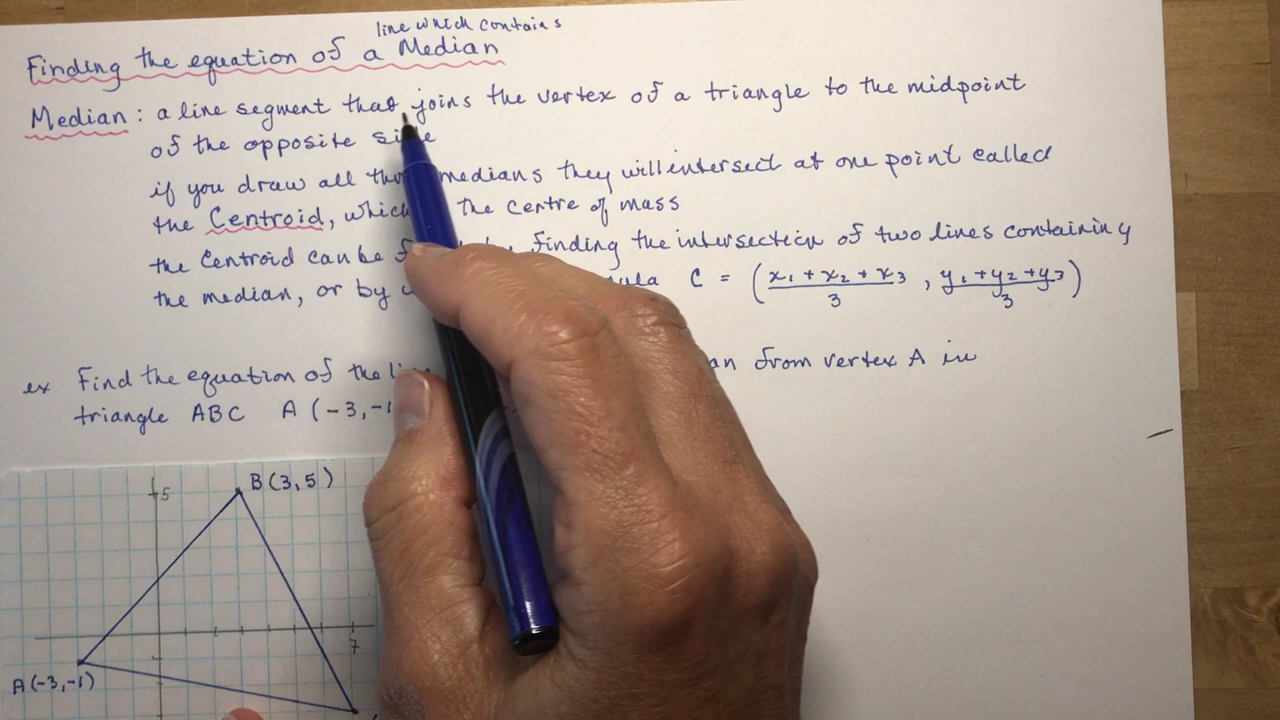 line which contains
Finding the equation of a Median
Median : a line segment that joins the vertex of a triangle to the midpoint
of the opposite side
if you draw all medians they will intersect at one point called
the Centroid, which the centre of mass
the centroid can be finding the intersection of two lines containing
the median, or by C = (x1 + x2 + x3 / 3 , y1 + y2 + y3 / 3)
ex Find the equation of the from vertex A in
triangle ABC A (-3,-1
5 B(3,5)
7
A(-3,-1)